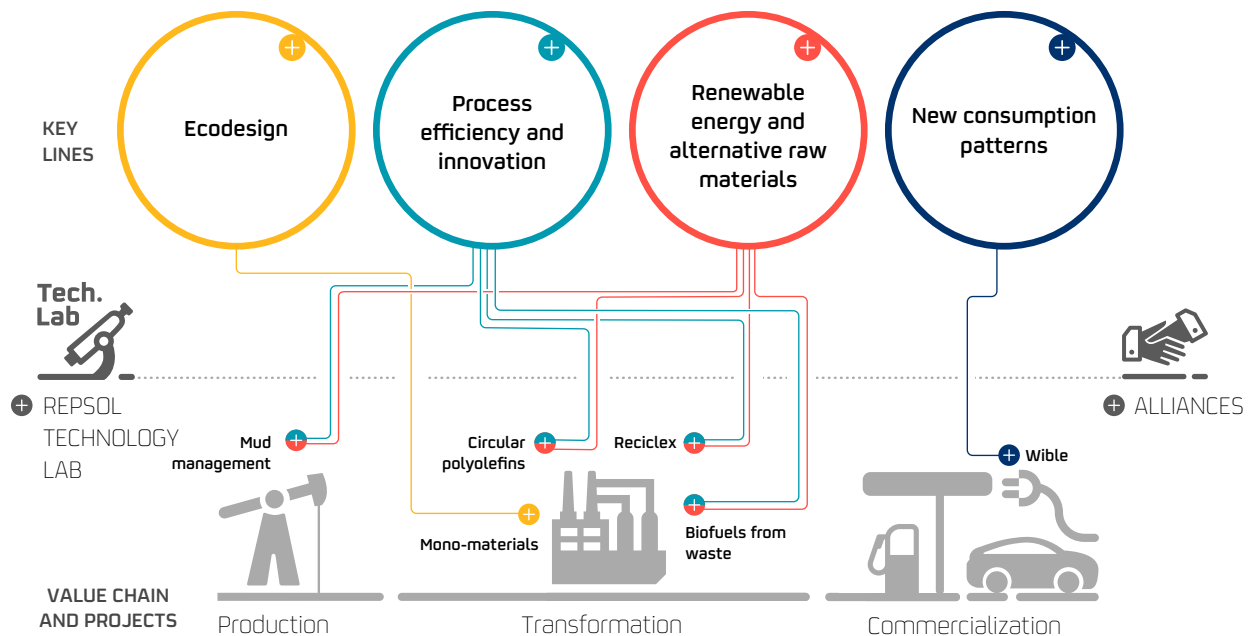 KEY
LINES
Ecodesign
Process
efficiency and
innovation
Renewable
energy and
alternative raw
materials
New consumption
patterns
Tech.
Lab
REPSOL
TECHNOLOGY
LAB
ALLIANCES
Mud
management
Circular
polyolefins
Reciclex
Wible
Mono-materials
Biofuels from
waste
VALUE CHAIN
AND PROJECTS
Production
Transformation
Commercialization